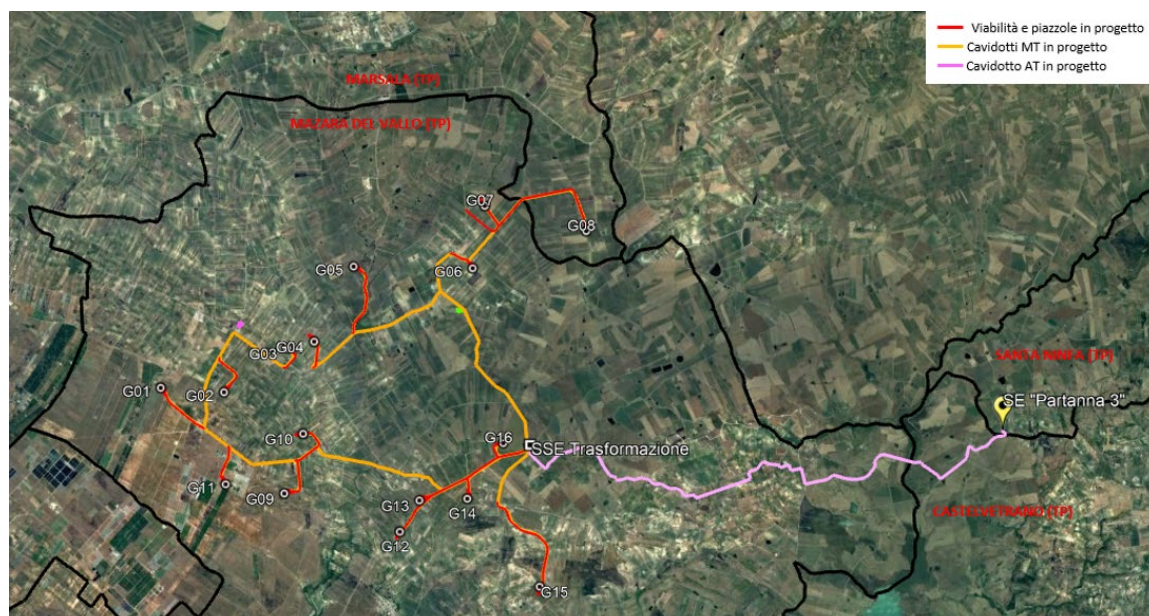 Viabilità e piazzole in progetto
Cavidotti MT in progetto
Cavidotto AT in progetto
MARSALA (TP)
MAZARA DEL VALLO (TP)
G07
G08
G05
G06
G03
G04
G01
G02
SANTA NINFA (TP)
SE "Partanna 3"
G10
G16
SSE Trasformazione
G11
G09
G13
G14
G12
CASTELVETRANO (TP)
G15